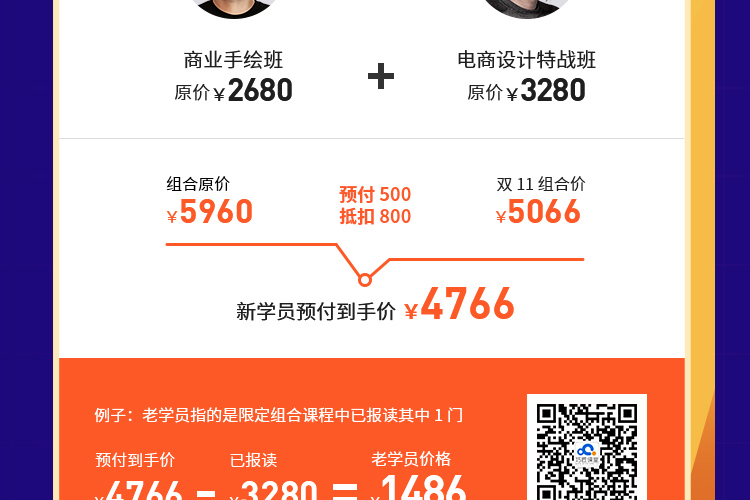 商业手绘班
原价¥2680
+
电商设计特战班
原价¥3280
组合原价
¥5960
预付 500
抵扣 800
双 11 组合价
¥5066
新学员预付到手价 ¥4766
例子：老学员指的是限定组合课程中已报读其中 1 门
预付到手价
已报读
老学员价格
¥4766 – ¥3280 = ¥1486